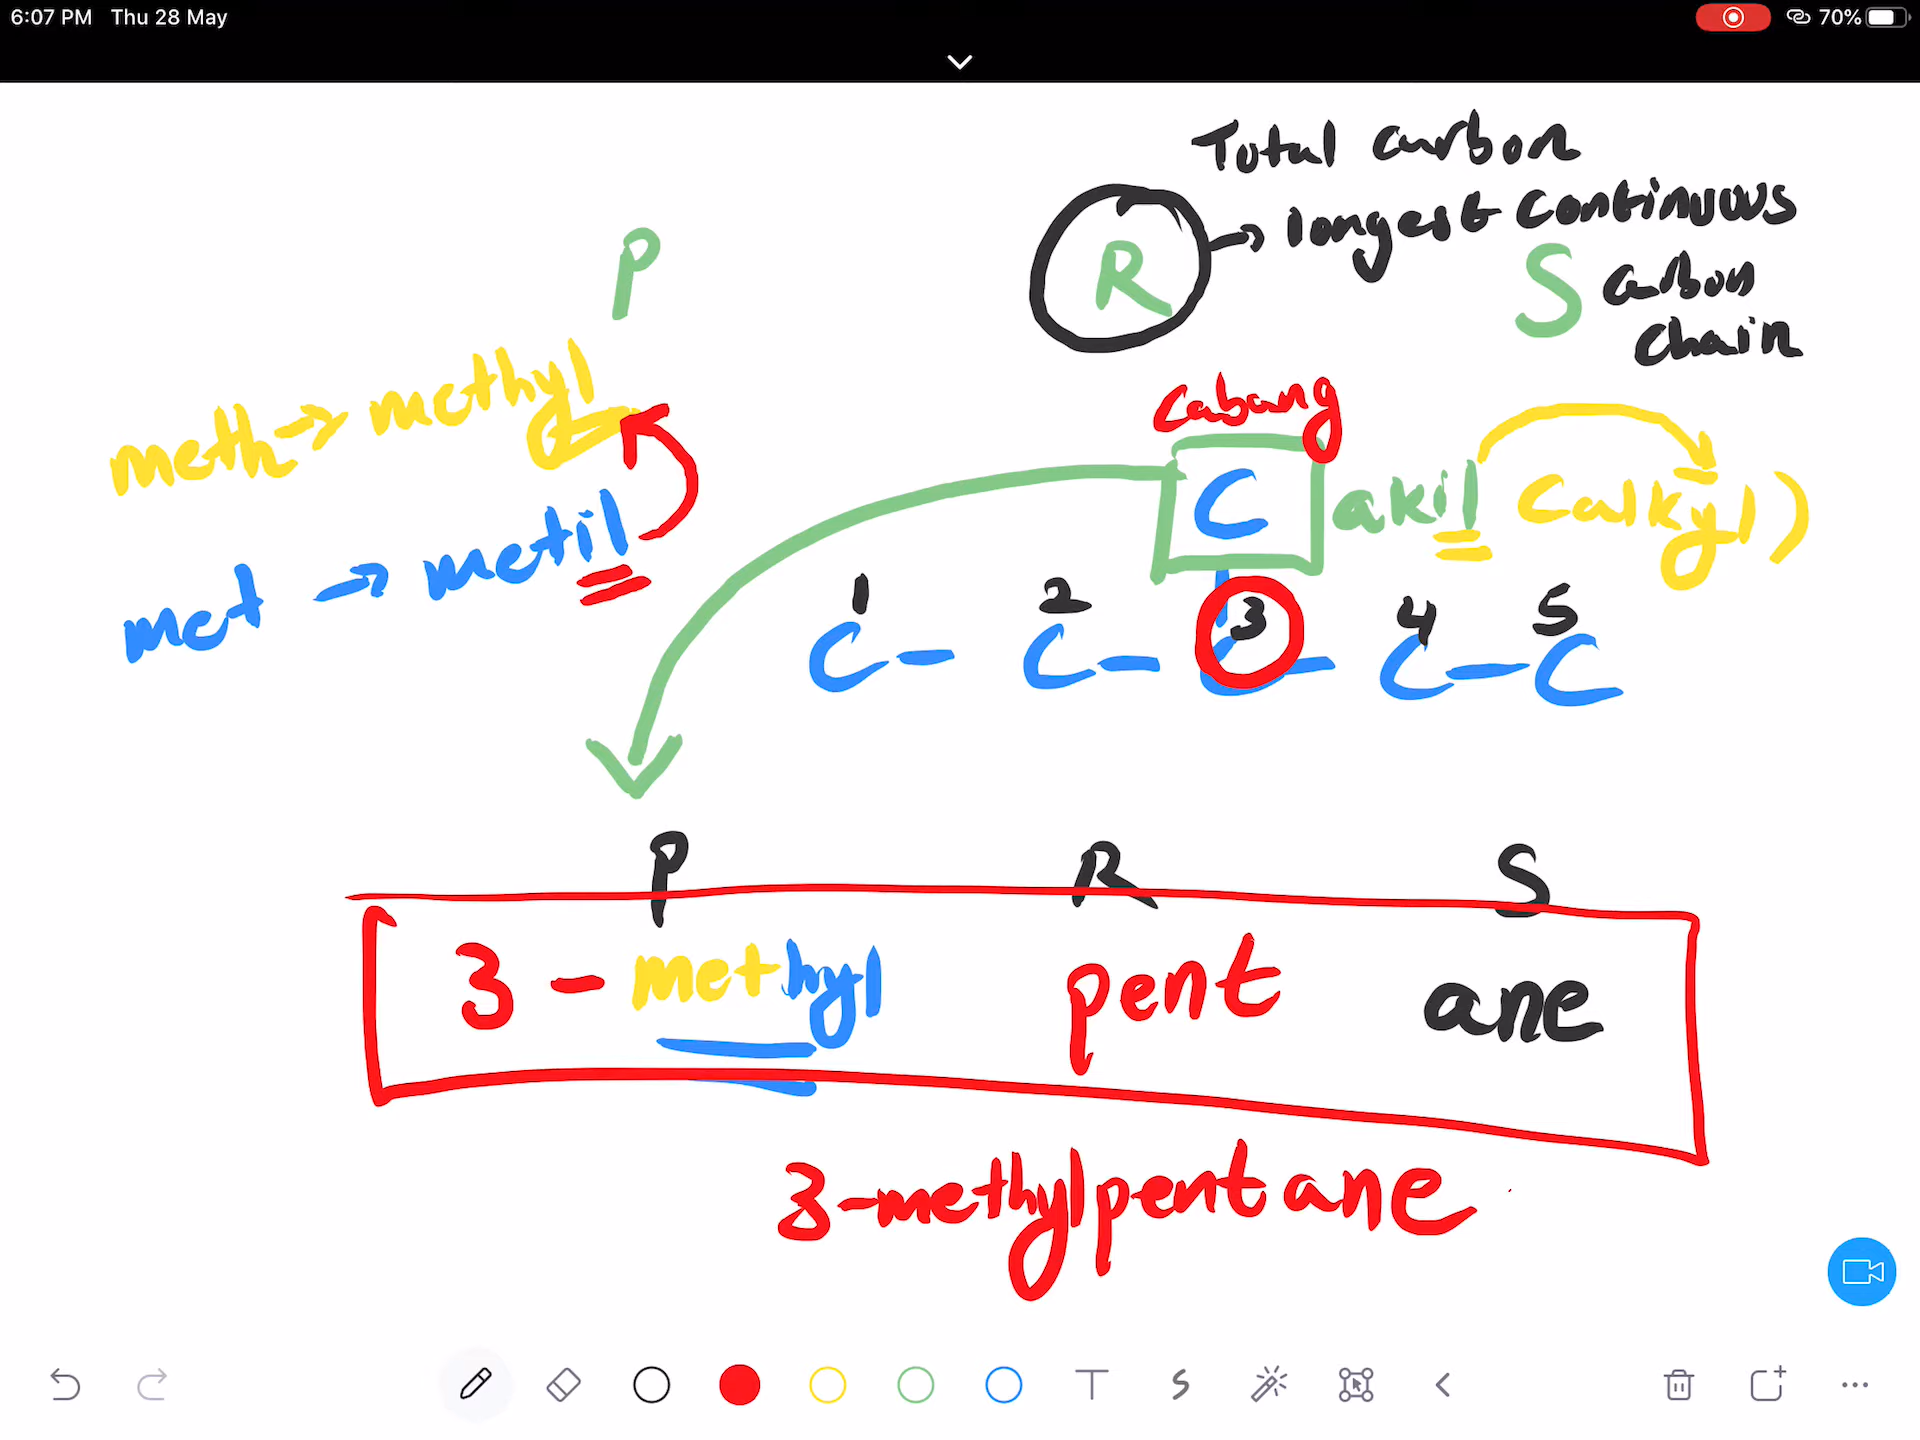 6:07 PM Thu 28 May
70%
Total carbon
P R → longest continuous
S carbon
chain
meth → methyl
cabang
C akil (alkyl)
met → metil
1 2 3 4 5
C - C - C - C - C
P R S
3 - methyl pent ane
3-methylpentane
T